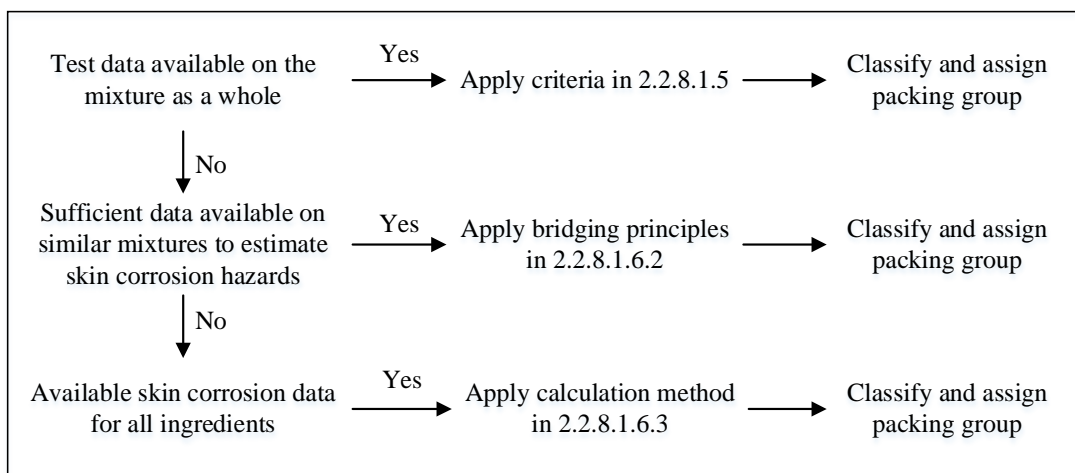 Test data available on the
mixture as a whole
Yes
Apply criteria in 2.2.8.1.5
Classify and assign
packing group
No
Sufficient data available on
similar mixtures to estimate
skin corrosion hazards
Yes
Apply bridging principles
in 2.2.8.1.6.2
Classify and assign
packing group
No
Available skin corrosion data
for all ingredients
Yes
Apply calculation method
in 2.2.8.1.6.3
Classify and assign
packing group